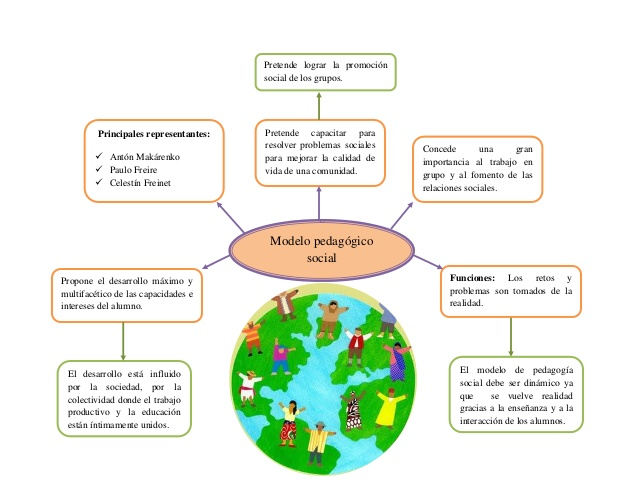 Pretende lograr la promoción
social de los grupos.
Principales representantes:
✓ Antón Makárenko
✓ Paulo Freire
✓ Celestín Freinet
Pretende capacitar para
resolver problemas sociales
para mejorar la calidad de
vida de una comunidad.
Concede una gran
importancia al trabajo en
grupo y al fomento de las
relaciones sociales.
Modelo pedagógico
social
Propone el desarrollo máximo y
multifacético de las capacidades e
intereses del alumno.
Funciones: Los retos y
problemas son tomados de la
realidad.
El desarrollo está influido
por la sociedad, por la
colectividad donde el trabajo
productivo y la educación
están íntimamente unidos.
El modelo de pedagogía
social debe ser dinámico ya
que se vuelve realidad
gracias a la enseñanza y a la
interacción de los alumnos.